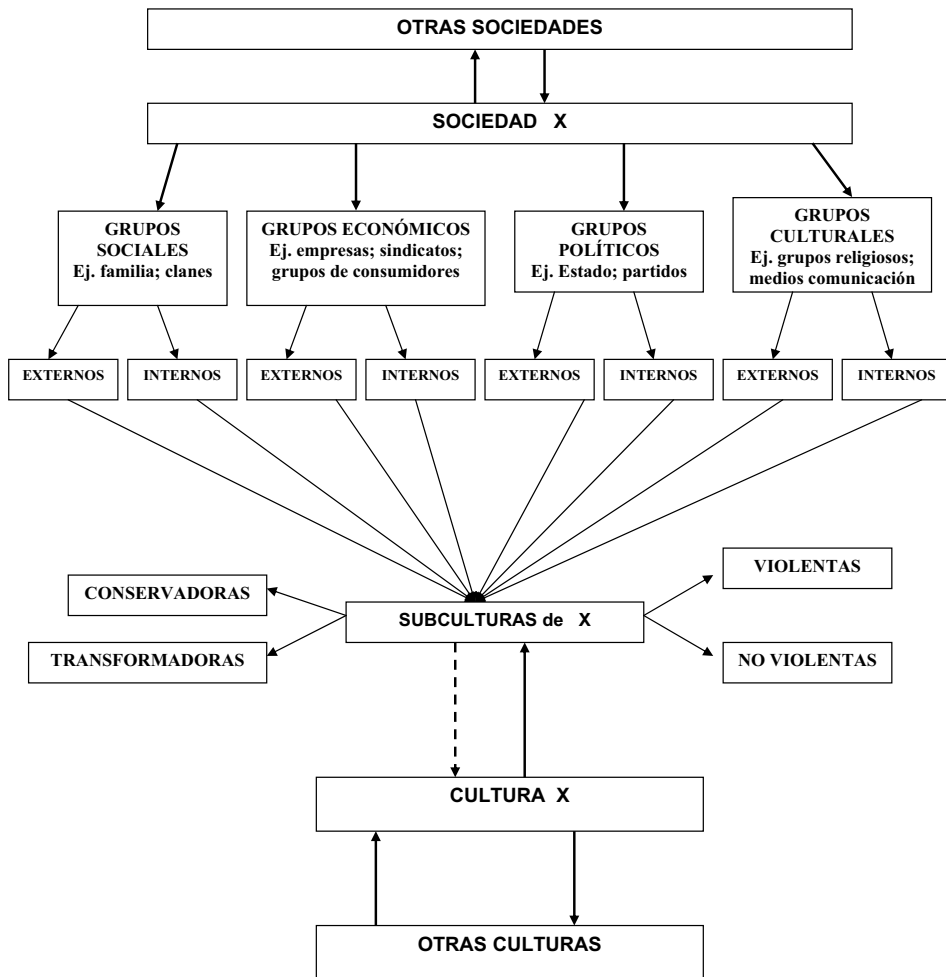 OTRAS SOCIEDADES
SOCIEDAD X
GRUPOS
SOCIALES
Ej. familia; clanes
GRUPOS ECONÓMICOS
Ej. empresas; sindicatos;
grupos de consumidores
GRUPOS
POLÍTICOS
Ej. Estado; partidos
GRUPOS
CULTURALES
Ej. grupos religiosos;
medios comunicación
EXTERNOS
INTERNOS
EXTERNOS
INTERNOS
EXTERNOS
INTERNOS
EXTERNOS
INTERNOS
CONSERVADORAS
TRANSFORMADORAS
SUBCULTURAS de X
VIOLENTAS
NO VIOLENTAS
CULTURA X
OTRAS CULTURAS